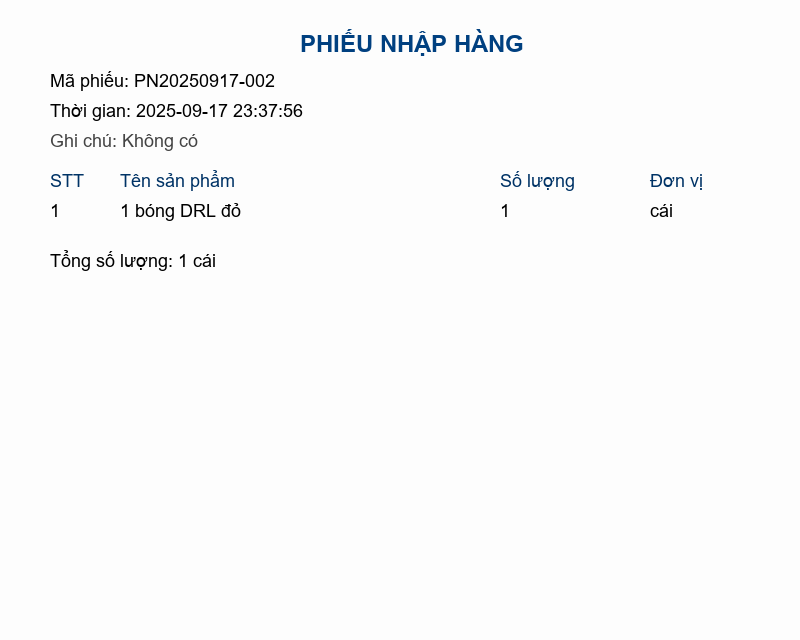 PHIẾU NHẬP HÀNG
Mã phiếu: PN20250917-002
Thời gian: 2025-09-17 23:37:56
Ghi chú: Không có
STT Tên sản phẩm Số lượng Đơn vị
1 1 bóng DRL đỏ 1 cái
Tổng số lượng: 1 cái